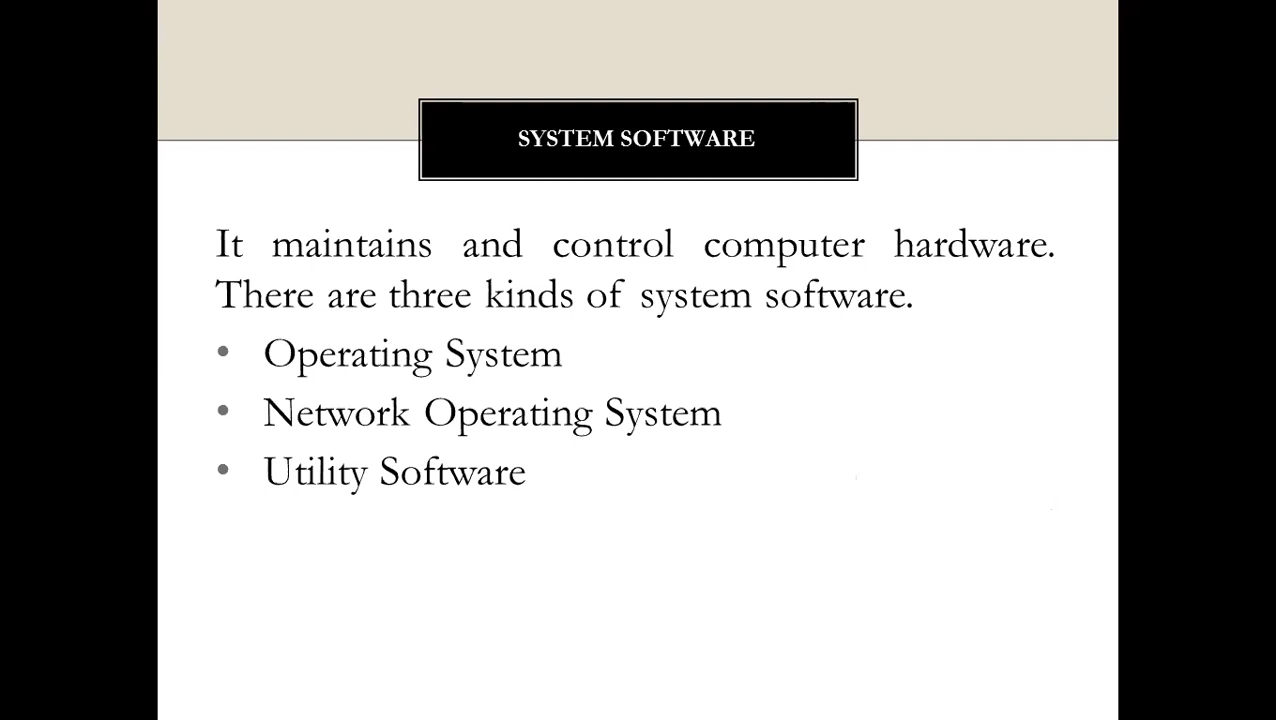 SYSTEM SOFTWARE
It maintains and control computer hardware.
There are three kinds of system software.
• Operating System
• Network Operating System
• Utility Software